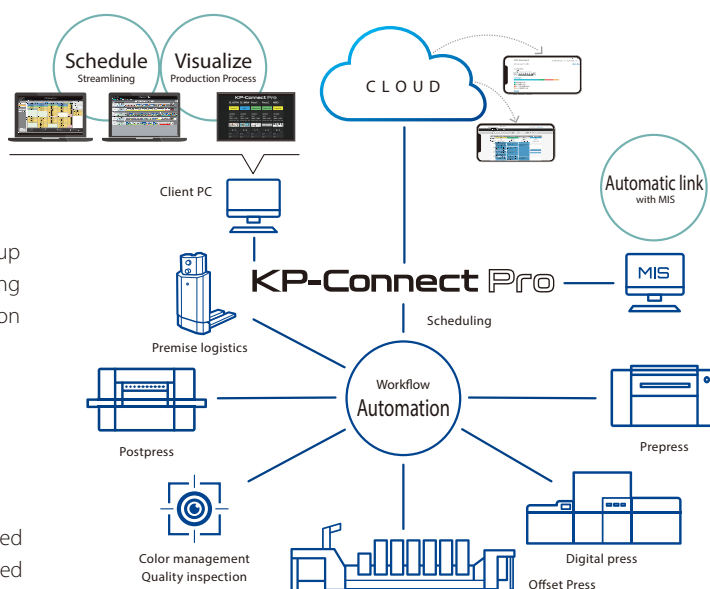 Schedule
Streamlining
Visualize
Production Process
KP-Connect Pro
CLOUD
Client PC
Automatic link
with MIS
up
ing
on
KP-Connect Pro
MIS
Scheduling
Premise logistics
Workflow
Automation
Postpress
Prepress
Color management
Quality inspection
Digital press
Offset Press
ed
ed